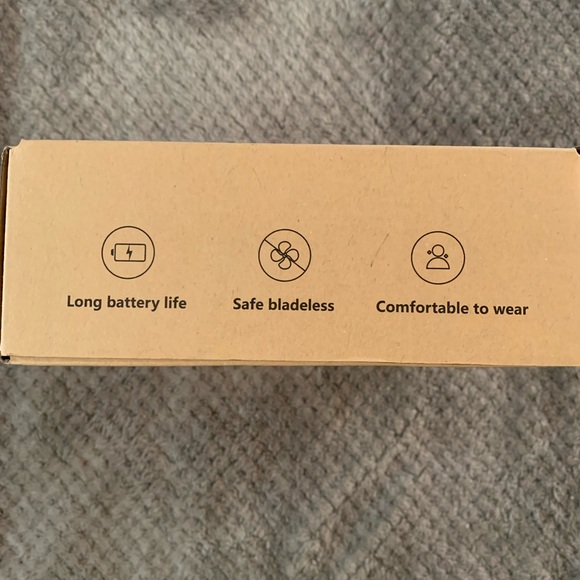 Long battery life
Safe bladeless
Comfortable to wear